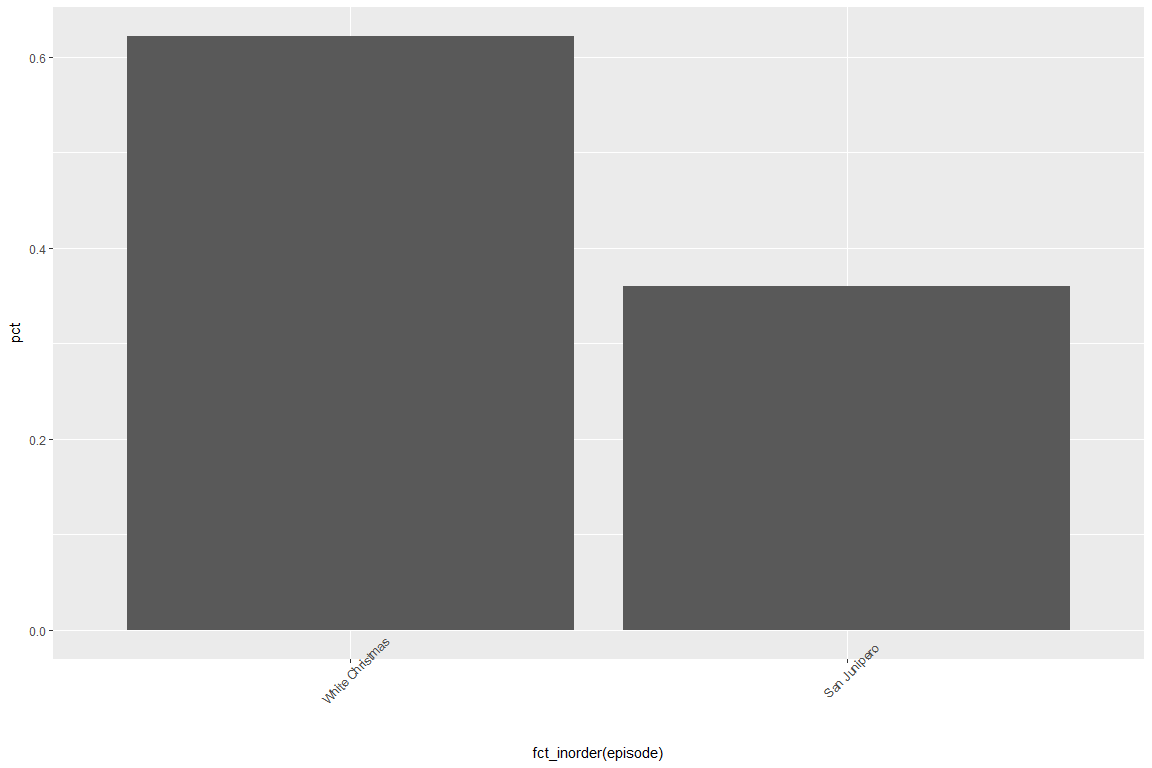 pct
0.6
0.4
0.2
0.0
White Christmas
San Junipero
fct_inorder(episode)